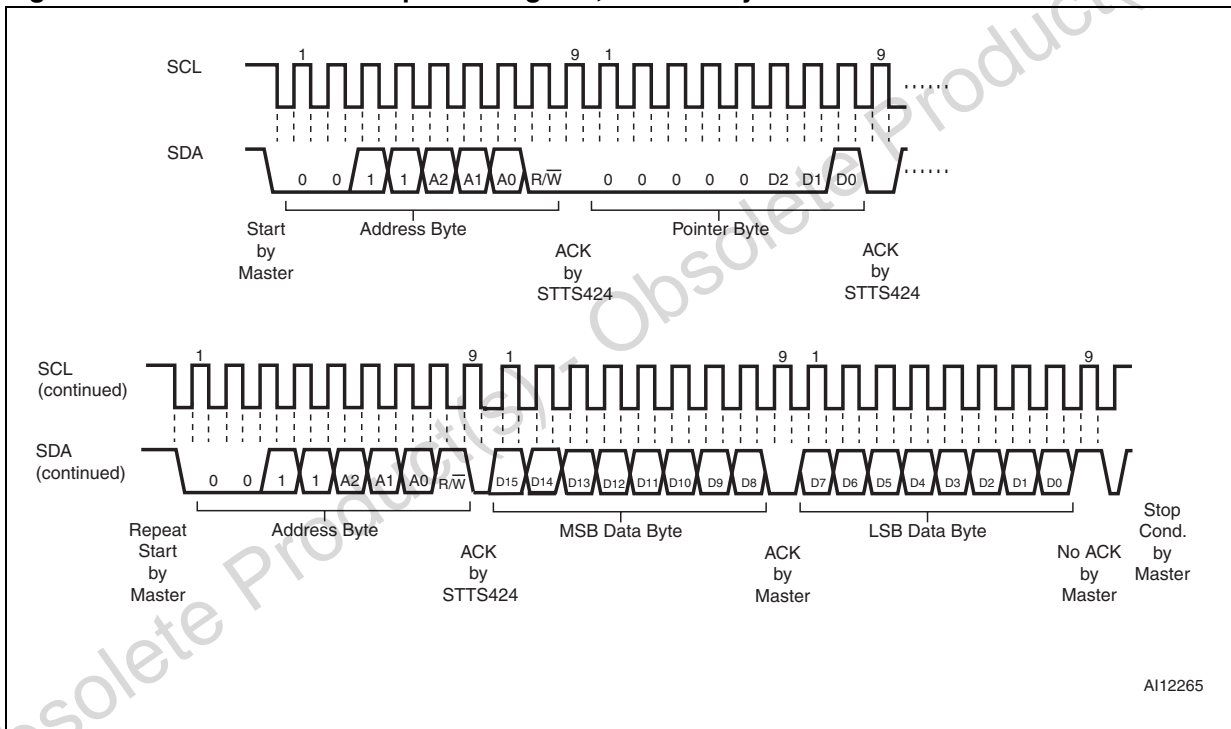 1 9 1 9
SCL
SDA
0 0 1 1 A2 A1 A0 R/W̅ 0 0 0 0 0 D2 D1 D0
Address Byte Pointer Byte
Start
by
Master
ACK
by
STTS424
ACK
by
STTS424
1 9 1 9 1 9
SCL
(continued)
SDA
(continued)
0 0 1 1 A2 A1 A0 R/W̅ D15 D14 D13 D12 D11 D10 D9 D8 D7 D6 D5 D4 D3 D2 D1 D0
Address Byte MSB Data Byte LSB Data Byte
Repeat
Start
by
Master
ACK
by
STTS424
ACK
by
Master
No ACK
by
Master
Stop
Cond.
by
Master
AI12265
Obsolete Product(s) - Obsolete Product(